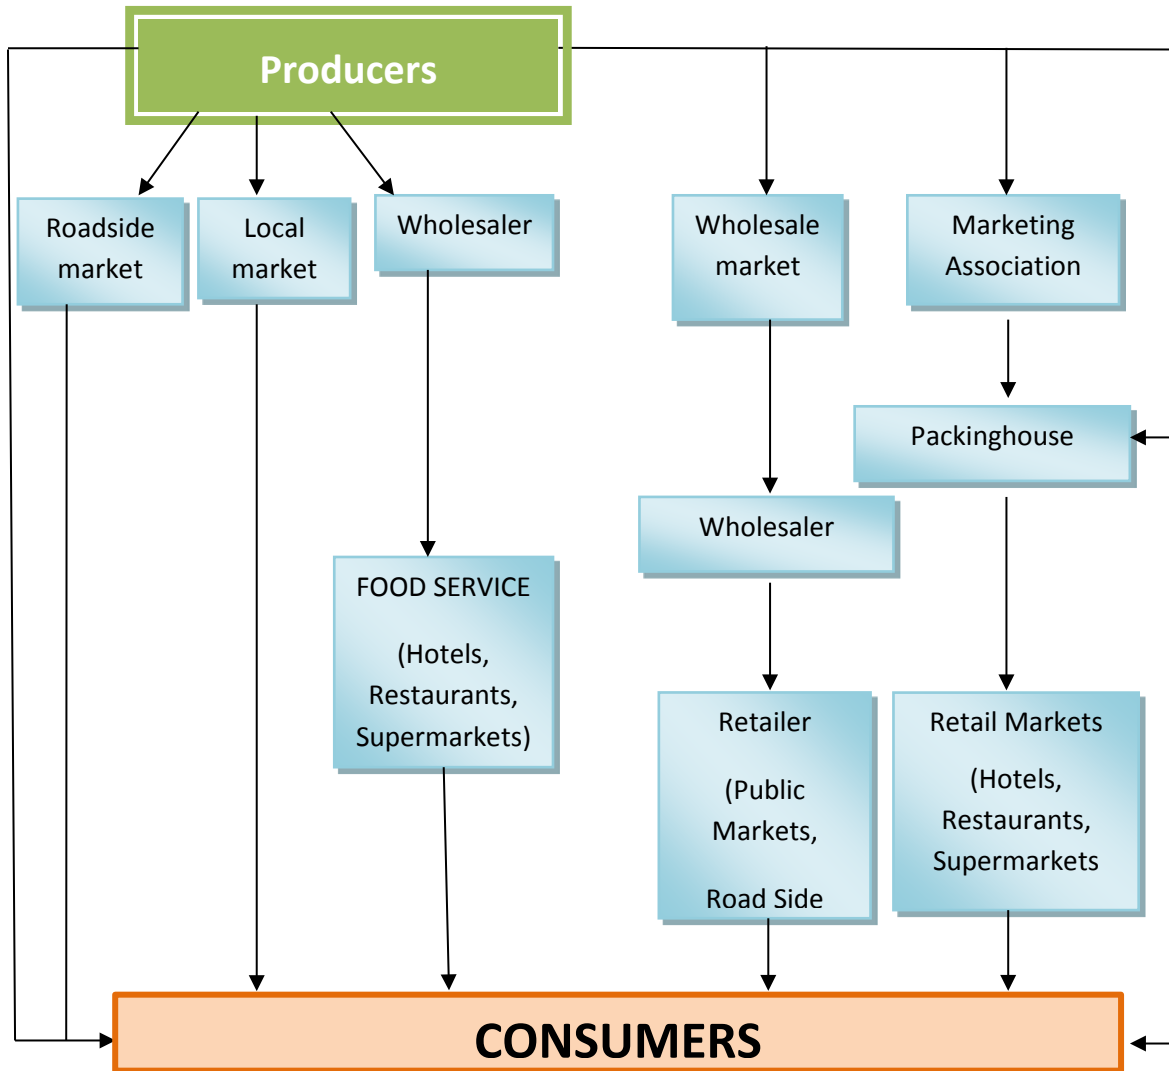 Producers
Roadside
market
Local
market
Wholesaler
Wholesale
market
Marketing
Association
Packinghouse
Wholesaler
FOOD SERVICE
(Hotels,
Restaurants,
Supermarkets)
Retailer
(Public
Markets,
Road Side
Retail Markets
(Hotels,
Restaurants,
Supermarkets
CONSUMERS